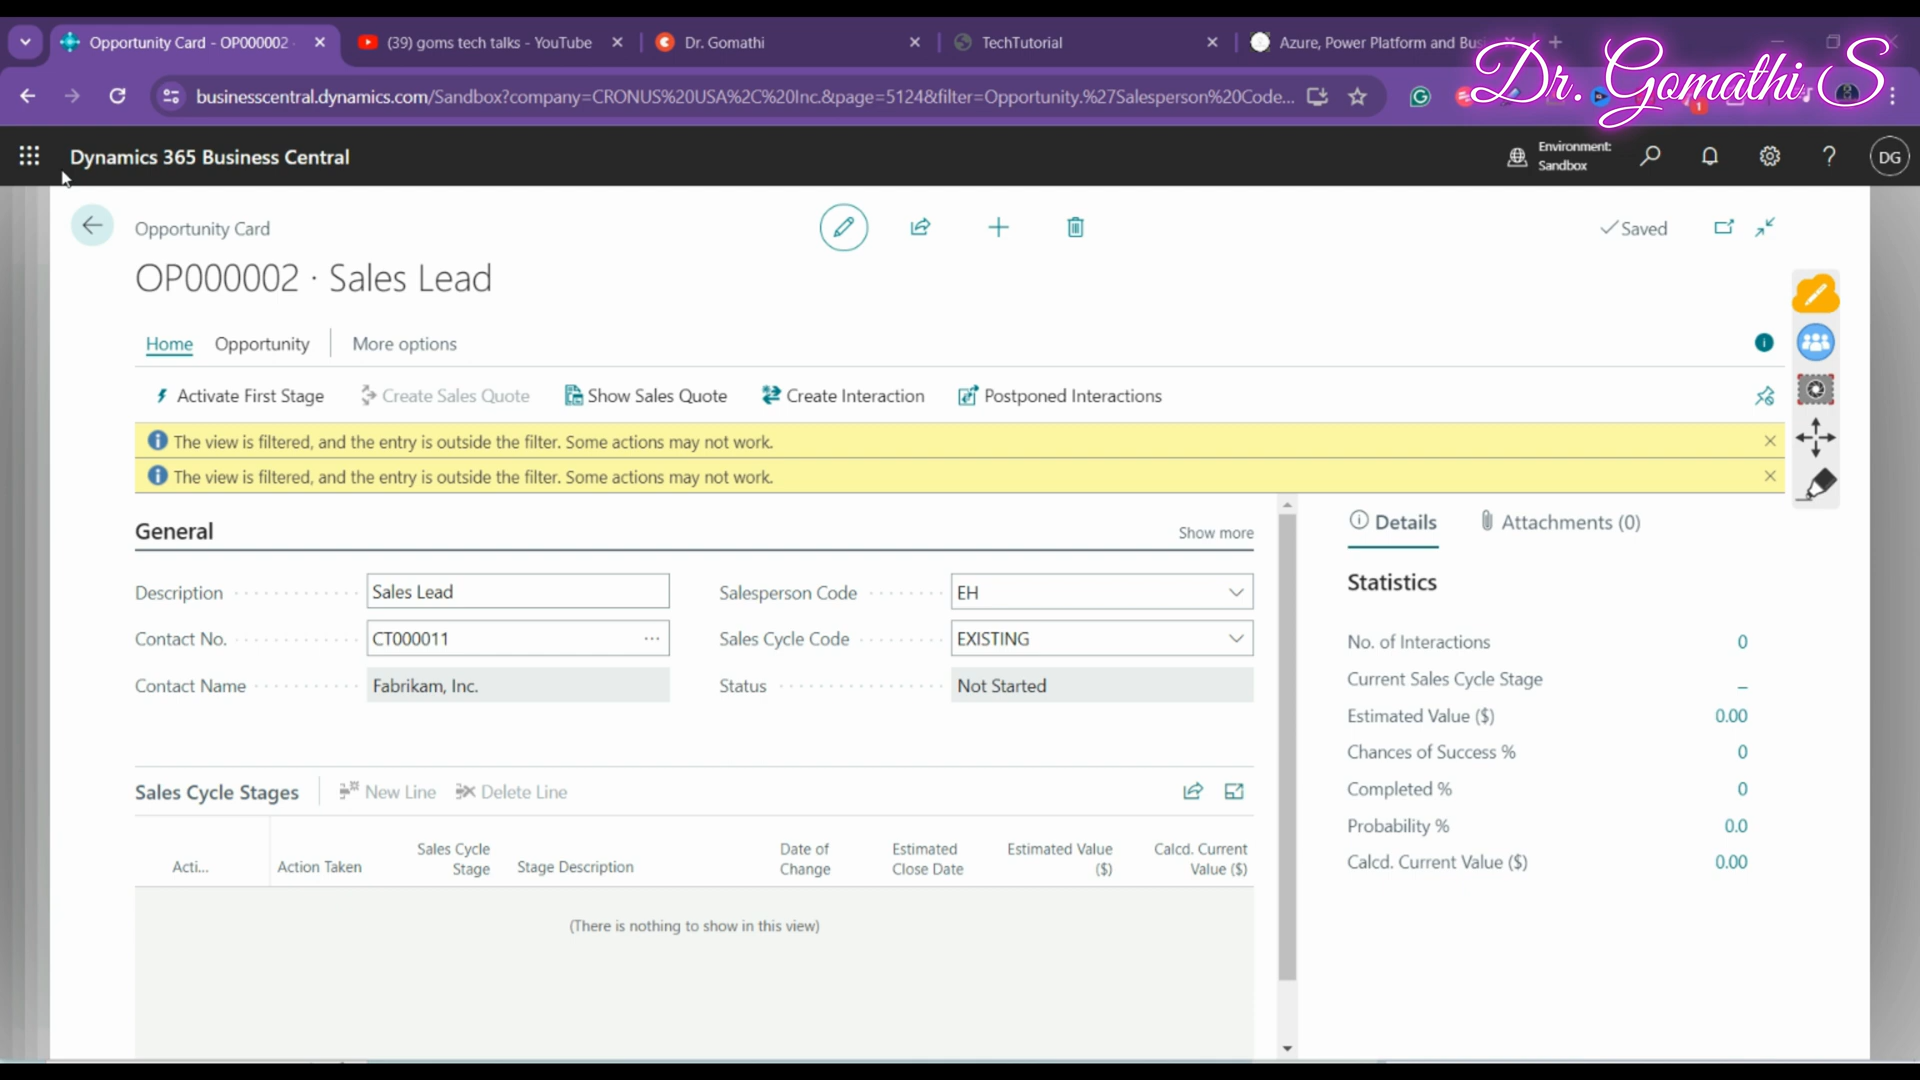 Opportunity Card - OP000002
(39) goms tech talks - YouTube
Dr. Gomathi
TechTutorial
Azure, Power Platform and Bus
Dr. Gomathi S
businesscentral.dynamics.com/Sandbox?company=CRONUS%20USA%2C%20Inc.&page=5124&filter=Opportunity.%27Salesperson%20Code...
1
Dynamics 365 Business Central
Environment:
Sandbox
?
DG
Opportunity Card
Saved
OP000002 · Sales Lead
Home
Opportunity
More options
Activate First Stage
Create Sales Quote
Show Sales Quote
Create Interaction
Postponed Interactions
The view is filtered, and the entry is outside the filter. Some actions may not work.
The view is filtered, and the entry is outside the filter. Some actions may not work.
General
Show more
Description
Sales Lead
Salesperson Code
EH
Contact No.
CT000011
Sales Cycle Code
EXISTING
Contact Name
Fabrikam, Inc.
Status
Not Started
Sales Cycle Stages
New Line
Delete Line
Acti...
Action Taken
Sales Cycle
Stage
Stage Description
Date of
Change
Estimated
Close Date
Estimated Value
($)
Calcd. Current
Value ($)
(There is nothing to show in this view)
Details
Attachments (0)
Statistics
No. of Interactions
0
Current Sales Cycle Stage
_
Estimated Value ($)
0.00
Chances of Success %
0
Completed %
0
Probability %
0.0
Calcd. Current Value ($)
0.00